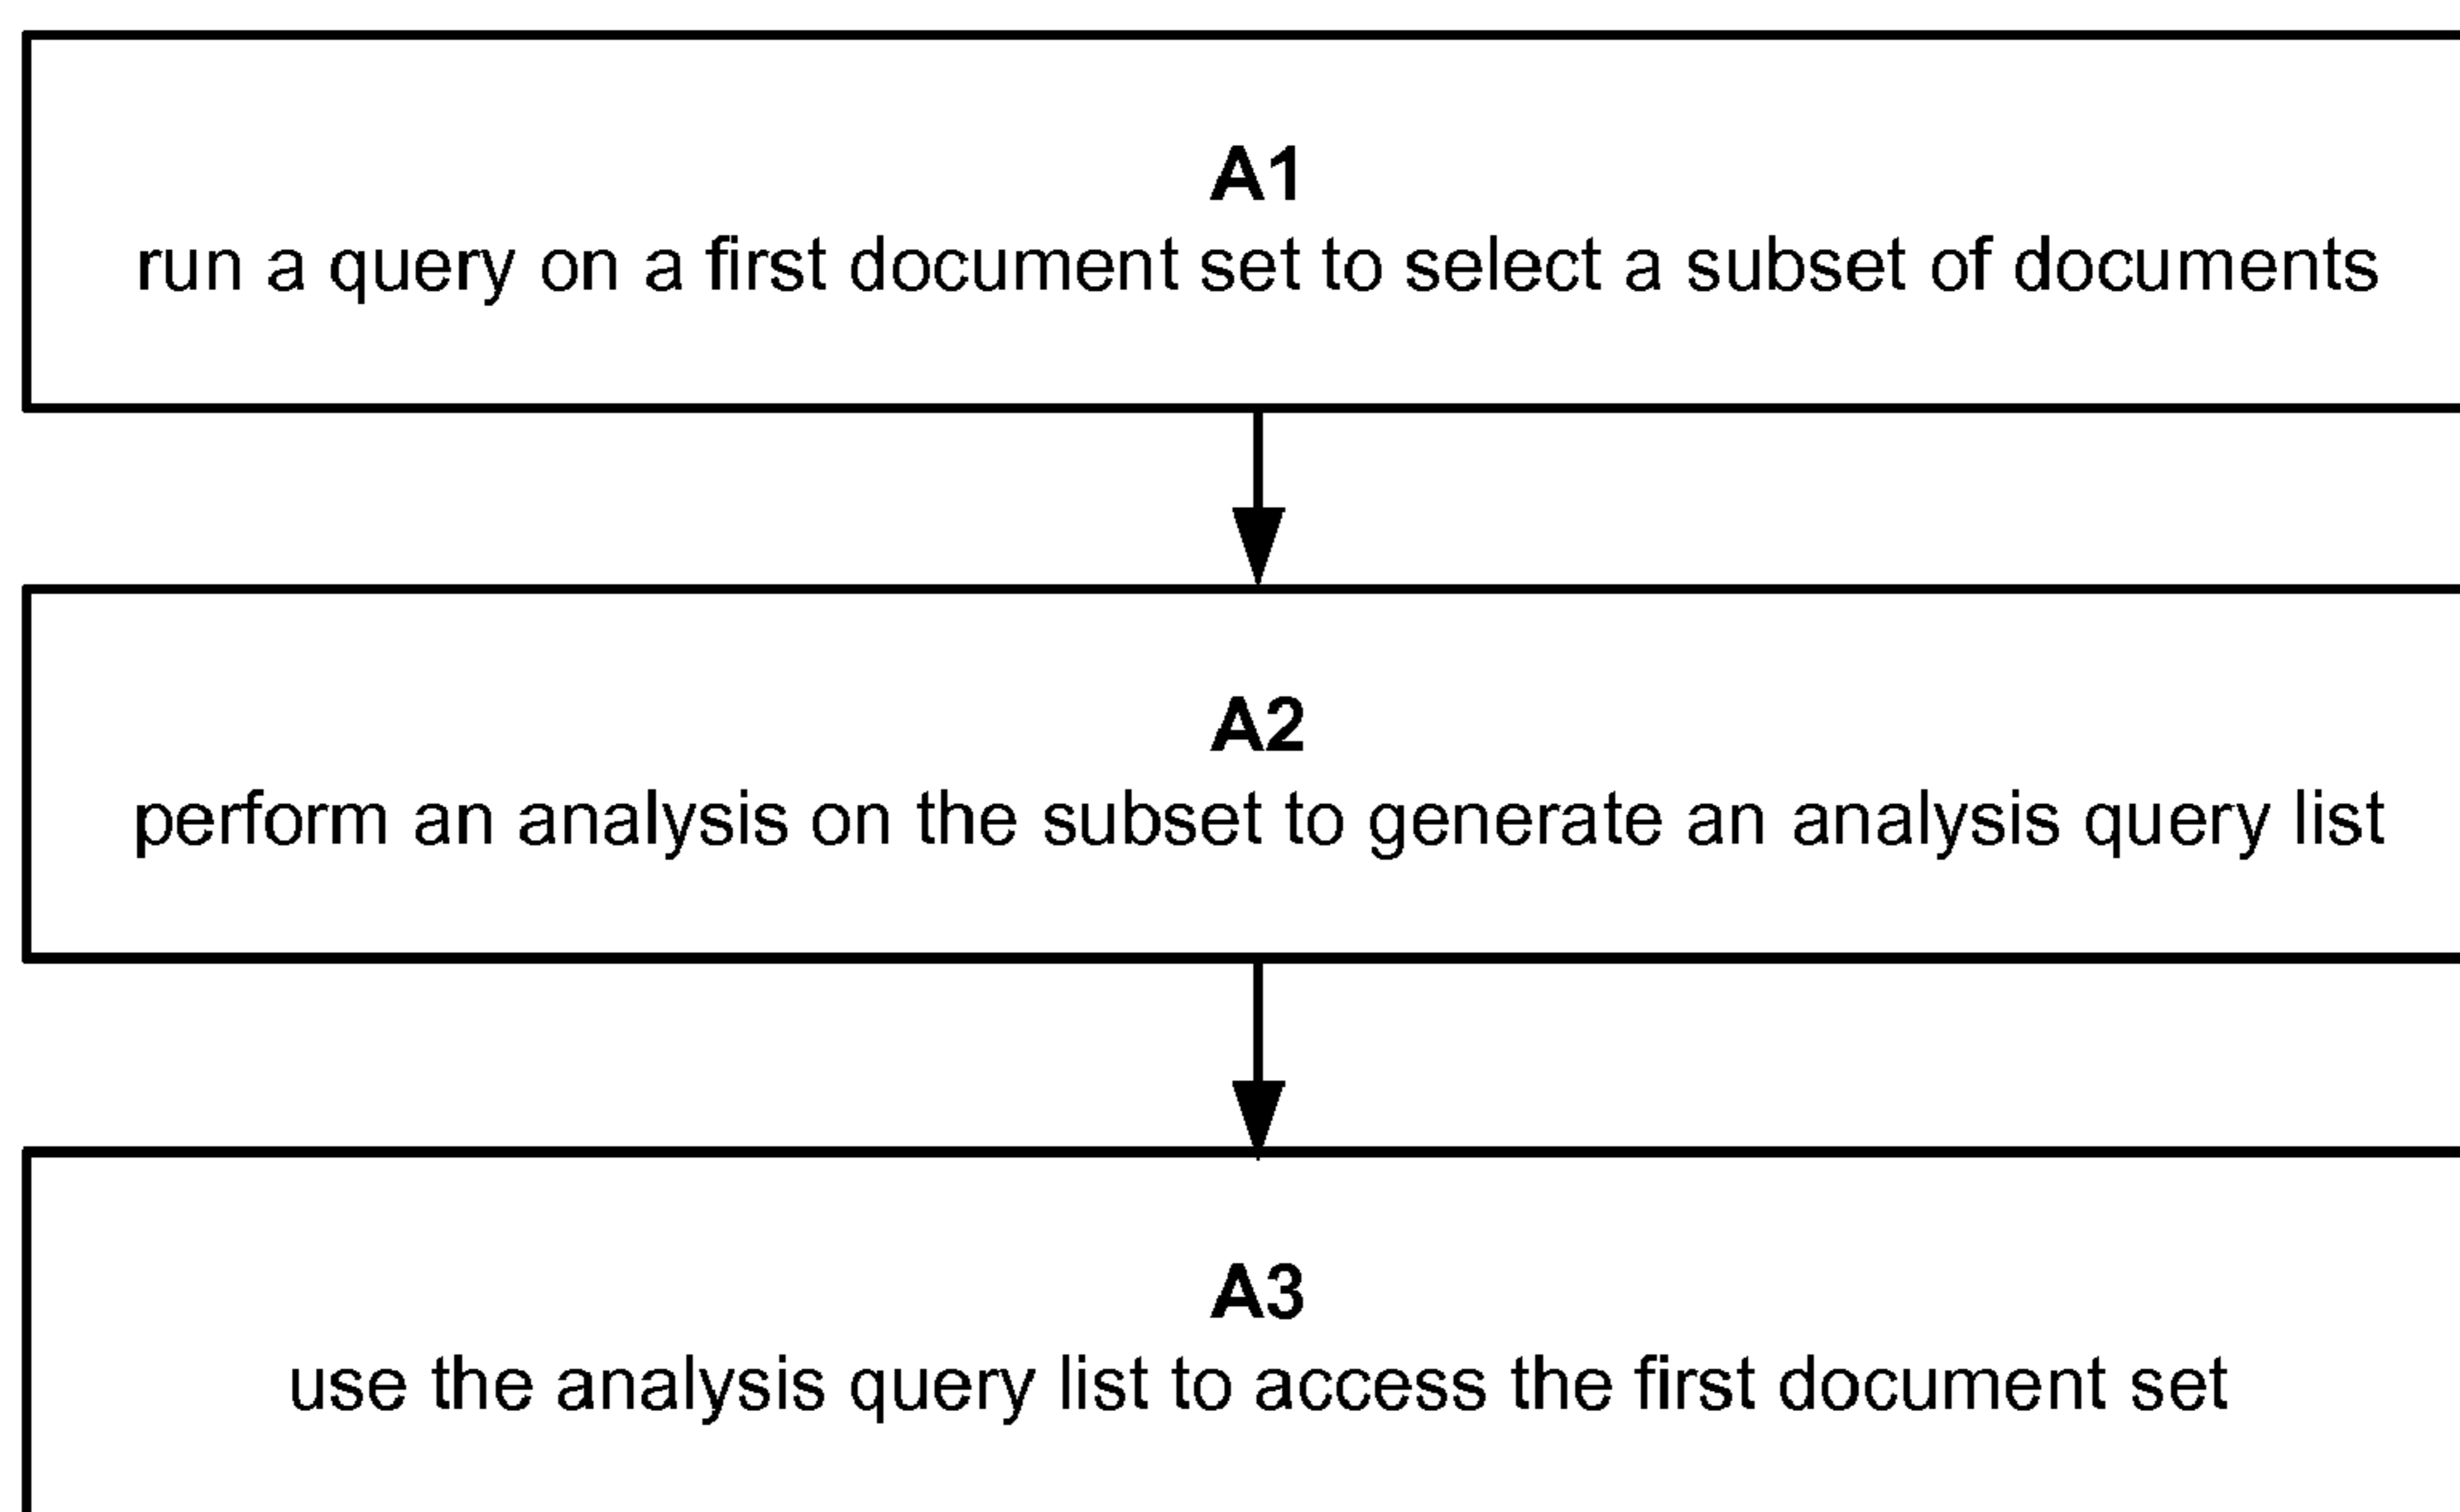 A1
run a query on a first document set to select a subset of documents
A2
perform an analysis on the subset to generate an analysis query list
A3
use the analysis query list to access the first document set